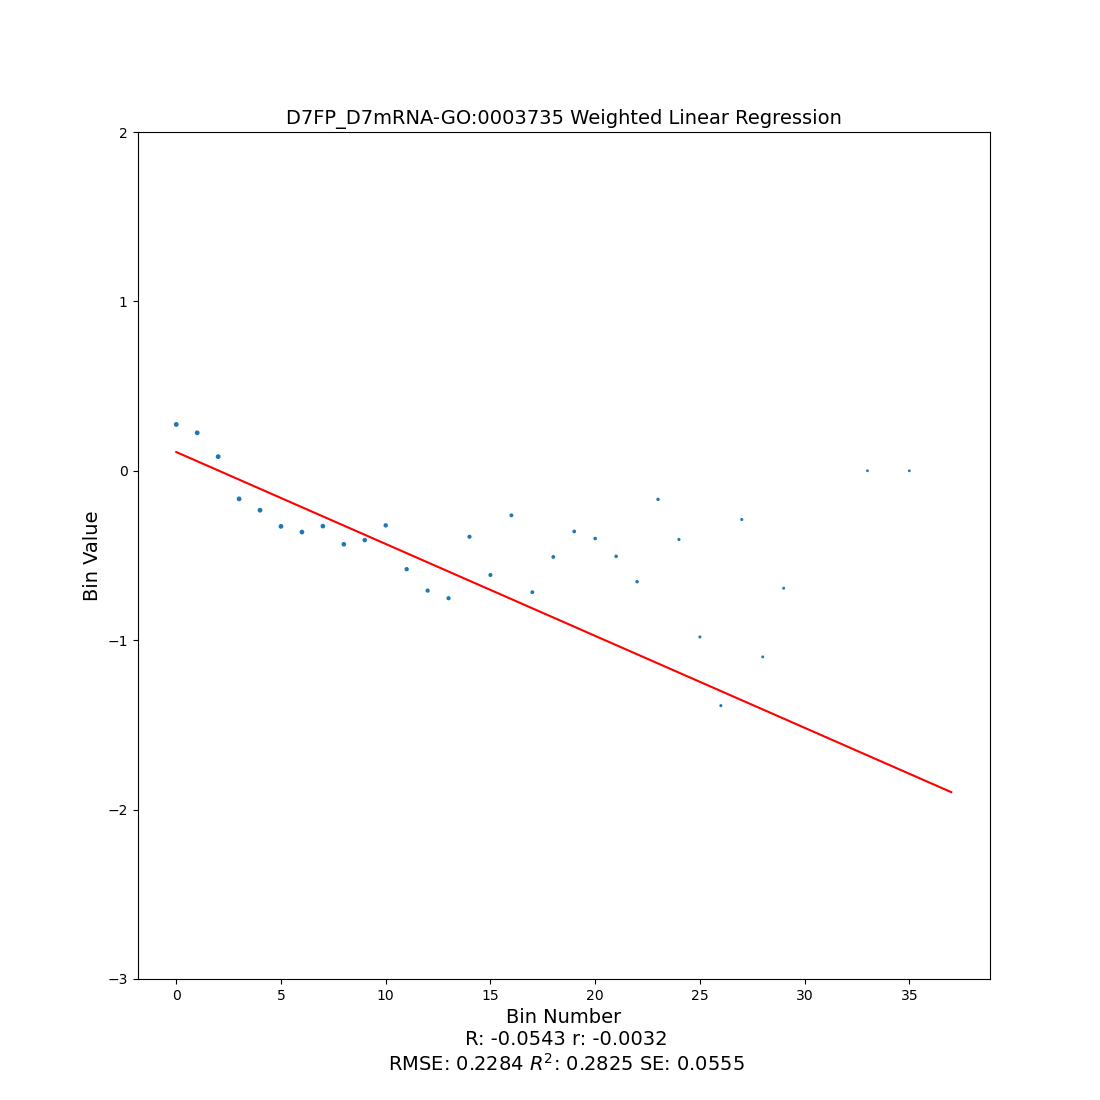 D7FP_D7mRNA-GO:0003735 Weighted Linear Regression
2
1
0
−1
−2
−3
Bin Value
0 5 10 15 20 25 30 35
Bin Number
R: -0.0543 r: -0.0032
RMSE: 0.2284 R²: 0.2825 SE: 0.0555